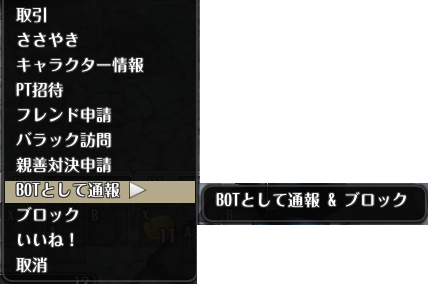 取引
ささやき
キャラクター情報
PT招待
フレンド申請
バラック訪問
親善対決申請
BOTとして通報 ▷
BOTとして通報 & ブロック
ブロック
いいね！
取消